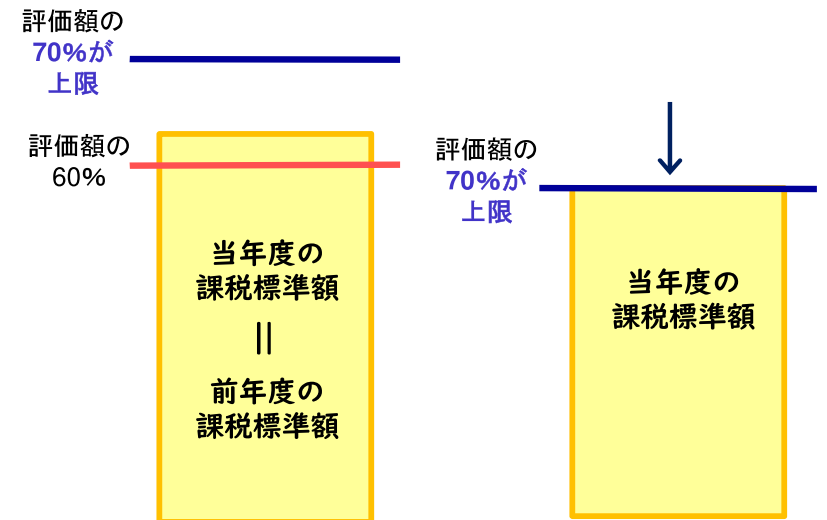 評価額の
70%が
上限
評価額の
60%
当年度の
課税標準額
||
前年度の
課税標準額
評価額の
70%が
上限
当年度の
課税標準額